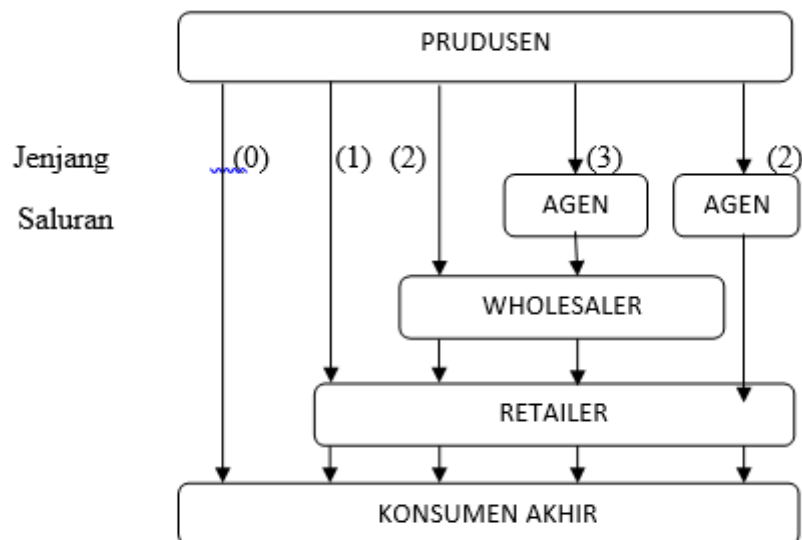 PRUDUSEN
Jenjang (0) (1) (2) (3) (2)
Saluran
AGEN AGEN
WHOLESALER
RETAILER
KONSUMEN AKHIR